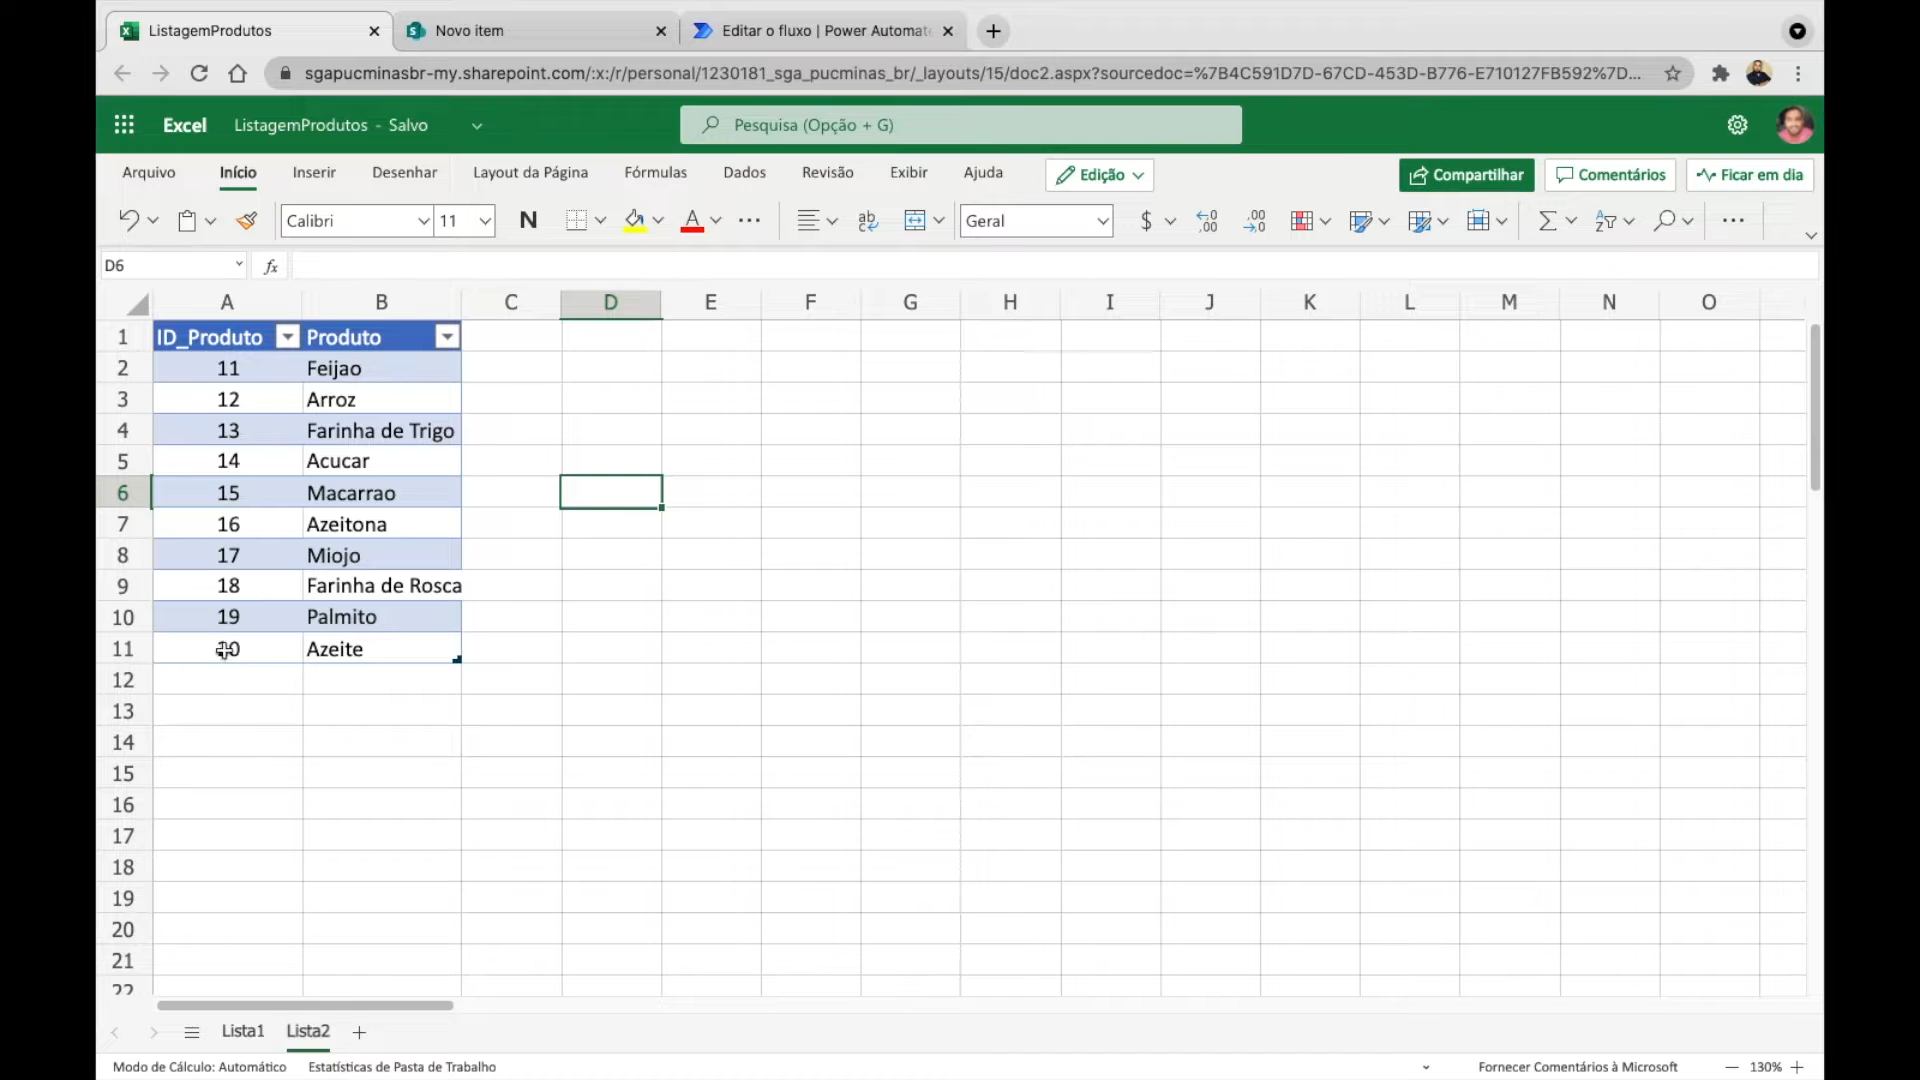 ListagemProdutos
Novo item
Editar o fluxo | Power Automat
sgapucminasbr-my.sharepoint.com/:x:/r/personal/1230181_sga_pucminas_br/_layouts/15/doc2.aspx?sourcedoc=%7B4C591D7D-67CD-453D-B776-E710127FB592%7D...
Excel ListagemProdutos - Salvo
Pesquisa (Opção + G)
Arquivo Início Inserir Desenhar Layout da Página Fórmulas Dados Revisão Exibir Ajuda Edição Compartilhar Comentários Ficar em dia
Calibri 11 N A ab Geral $
D6 fx
A B C D E F G H I J K L M N O
1 ID_Produto Produto
2 11 Feijao
3 12 Arroz
4 13 Farinha de Trigo
5 14 Acucar
6 15 Macarrao
7 16 Azeitona
8 17 Miojo
9 18 Farinha de Rosca
10 19 Palmito
11 Azeite
12
13
14
15
16
17
18
19
20
21
22
Lista1 Lista2
Modo de Cálculo: Automático Estatísticas de Pasta de Trabalho Fornecer Comentários à Microsoft 130%